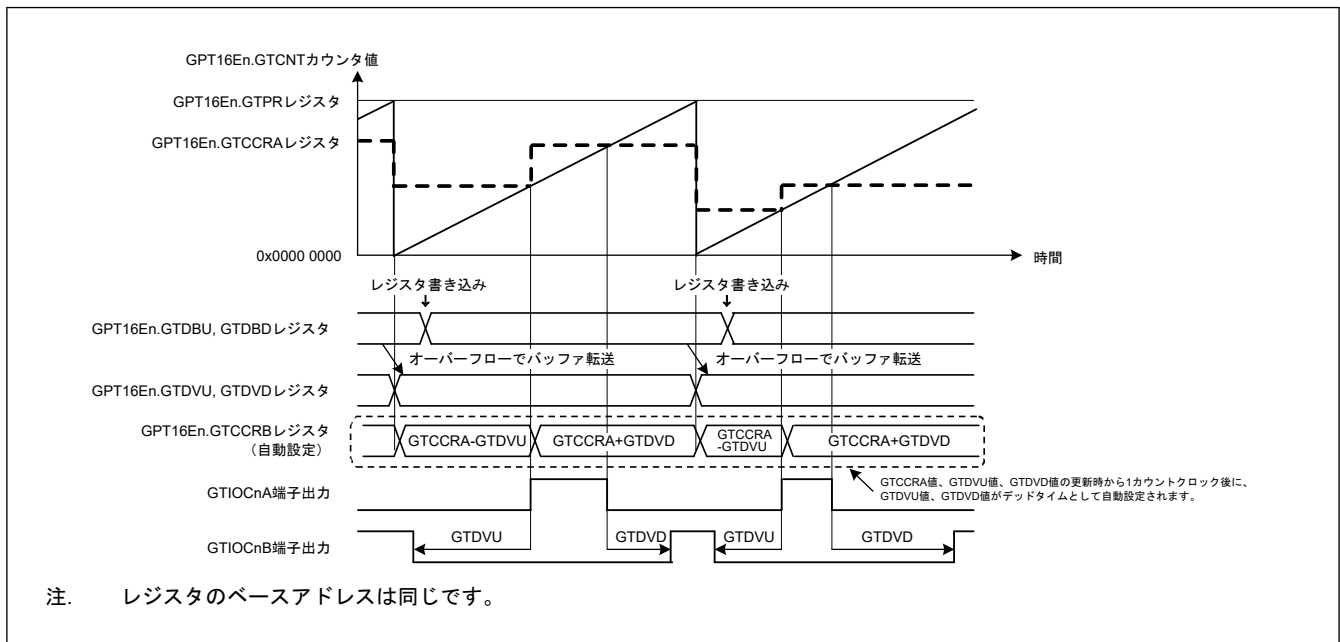 GPT16En.GTCNTカウンタ値
GPT16En.GTPRレジスタ
GPT16En.GTCCRAレジスタ
0x0000 0000
時間
レジスタ書き込み
レジスタ書き込み
GPT16En.GTDBU, GTDBDレジスタ
オーバーフローでバッファ転送
オーバーフローでバッファ転送
GPT16En.GTDVU, GTDVDレジスタ
GPT16En.GTCCRBレジスタ
(自動設定)
GTCCRA-GTDVU
GTCCRA+GTDVD
GTCCRA
-GTDVU
GTCCRA+GTDVD
GTCCRA値、GTDVU値、GTDVD値の更新時から1カウントクロック後に、
GTDVU値、GTDVD値がデッドタイムとして自動設定されます。
GTIOCnA端子出力
GTIOCnB端子出力
GTDVU
GTDVD
GTDVU
GTDVD
注. レジスタのベースアドレスは同じです。